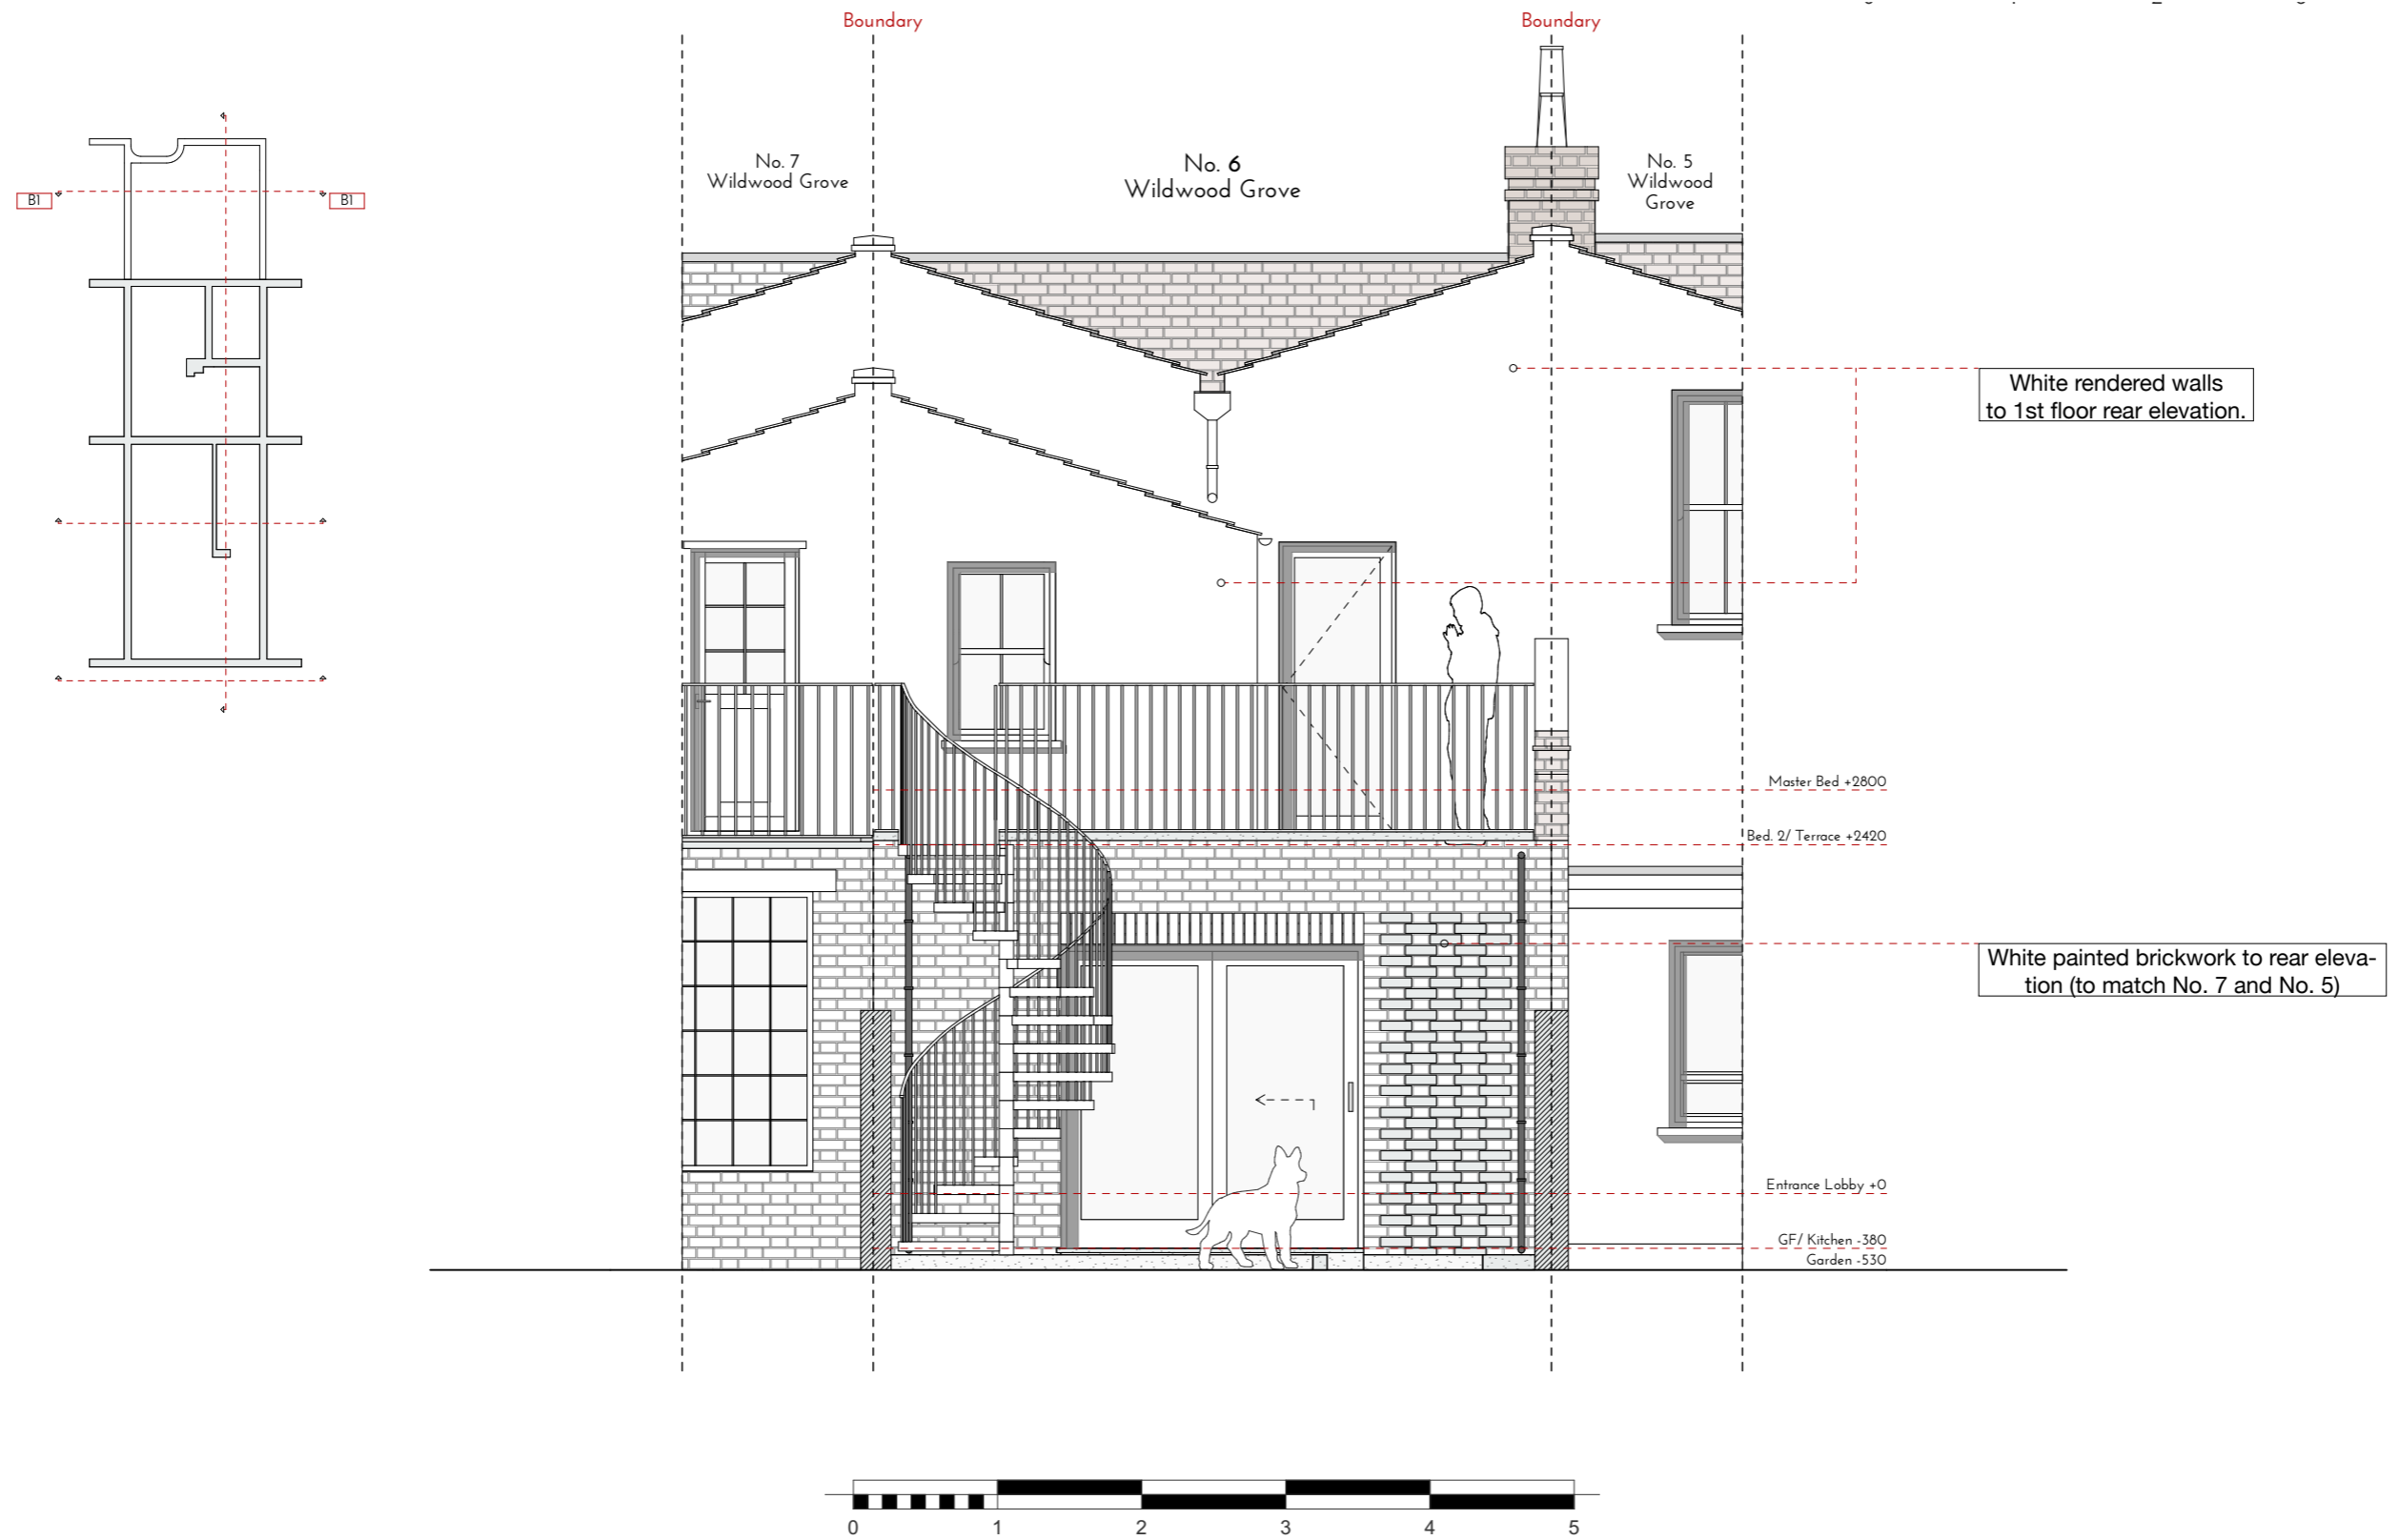 Boundary
Boundary
No. 7
Wildwood Grove
No. 6
Wildwood Grove
No. 5
Wildwood
Grove
B1
B1
White rendered walls
to 1st floor rear elevation.
Master Bed +2800
Bed. 2/ Terrace +2420
White painted brickwork to rear eleva-
tion (to match No. 7 and No. 5)
Entrance Lobby +0
GF/ Kitchen -380
Garden -530
0 1 2 3 4 5